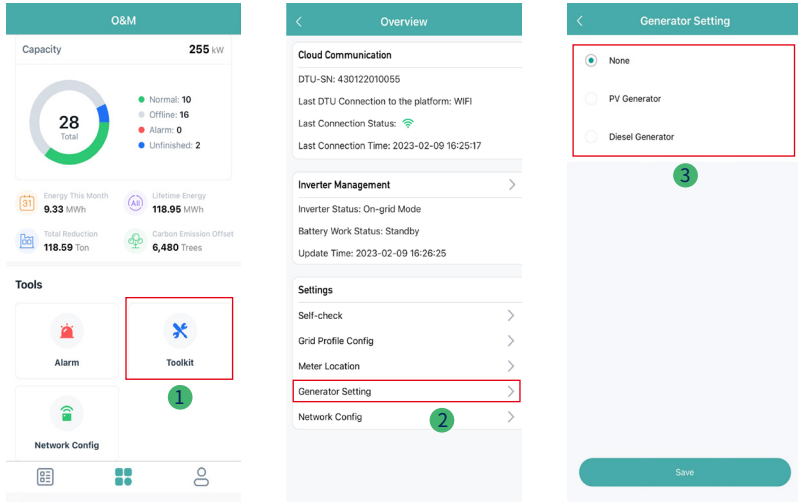 O&M
Capacity
255 kW
28
Total
Normal: 10
Offline: 16
Alarm: 0
Unfinished: 2
31
Energy This Month
9.33 MWh
All
Lifetime Energy
118.95 MWh
Total Reduction
118.59 Ton
Carbon Emission Offset
6,480 Trees
Tools
Alarm
Toolkit
1
Network Config
Overview
Cloud Communication
DTU-SN: 430122010055
Last DTU Connection to the platform: WIFI
Last Connection Status:
Last Connection Time: 2023-02-09 16:25:17
Inverter Management
Inverter Status: On-grid Mode
Battery Work Status: Standby
Update Time: 2023-02-09 16:26:25
Settings
Self-check
Grid Profile Config
Meter Location
Generator Setting
Network Config
2
Generator Setting
None
PV Generator
Diesel Generator
3
Save